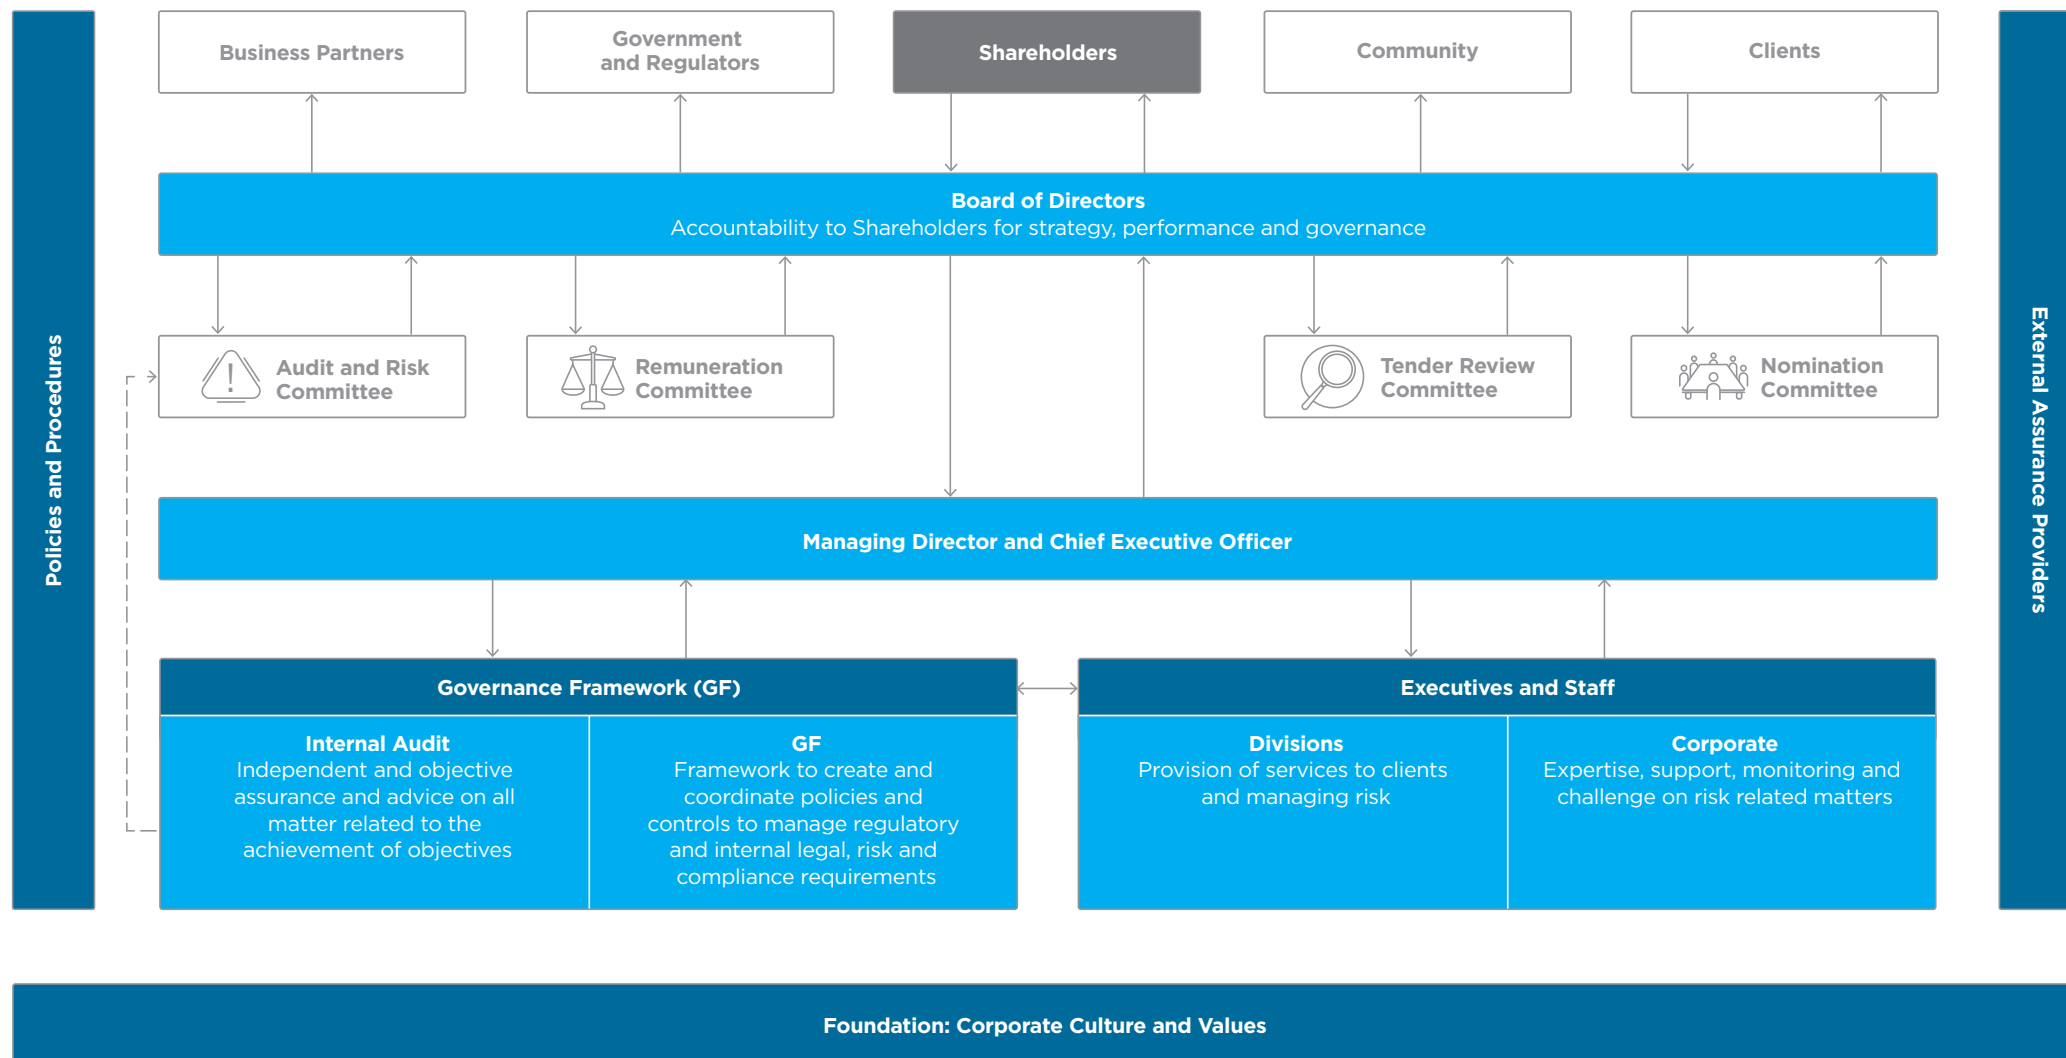 Policies and Procedures
Business Partners
Government
and Regulators
Shareholders
Community
Clients
Board of Directors
Accountability to Shareholders for strategy, performance and governance
Audit and Risk
Committee
Remuneration
Committee
Tender Review
Committee
Nomination
Committee
Managing Director and Chief Executive Officer
Governance Framework (GF)
Internal Audit
Independent and objective
assurance and advice on all
matter related to the
achievement of objectives
GF
Framework to create and
coordinate policies and
controls to manage regulatory
and internal legal, risk and
compliance requirements
Executives and Staff
Divisions
Provision of services to clients
and managing risk
Corporate
Expertise, support, monitoring and
challenge on risk related matters
External Assurance Providers
Foundation: Corporate Culture and Values